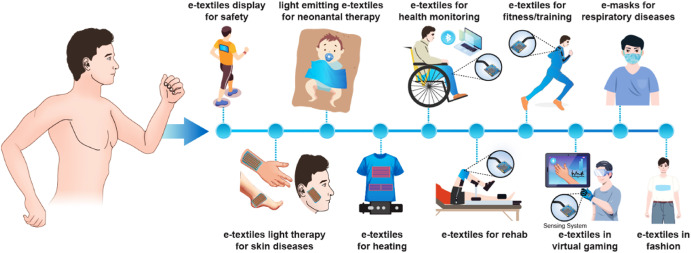 e-textiles display
for safety
light emitting e-textiles
for neonantal therapy
e-textiles for
health monitoring
e-textiles for
fitness/training
e-masks for
respiratory diseases
e-textiles light therapy
for skin diseases
e-textiles
for heating
e-textiles for rehab
Sensing System
e-textiles in
virtual gaming
e-textiles in
fashion